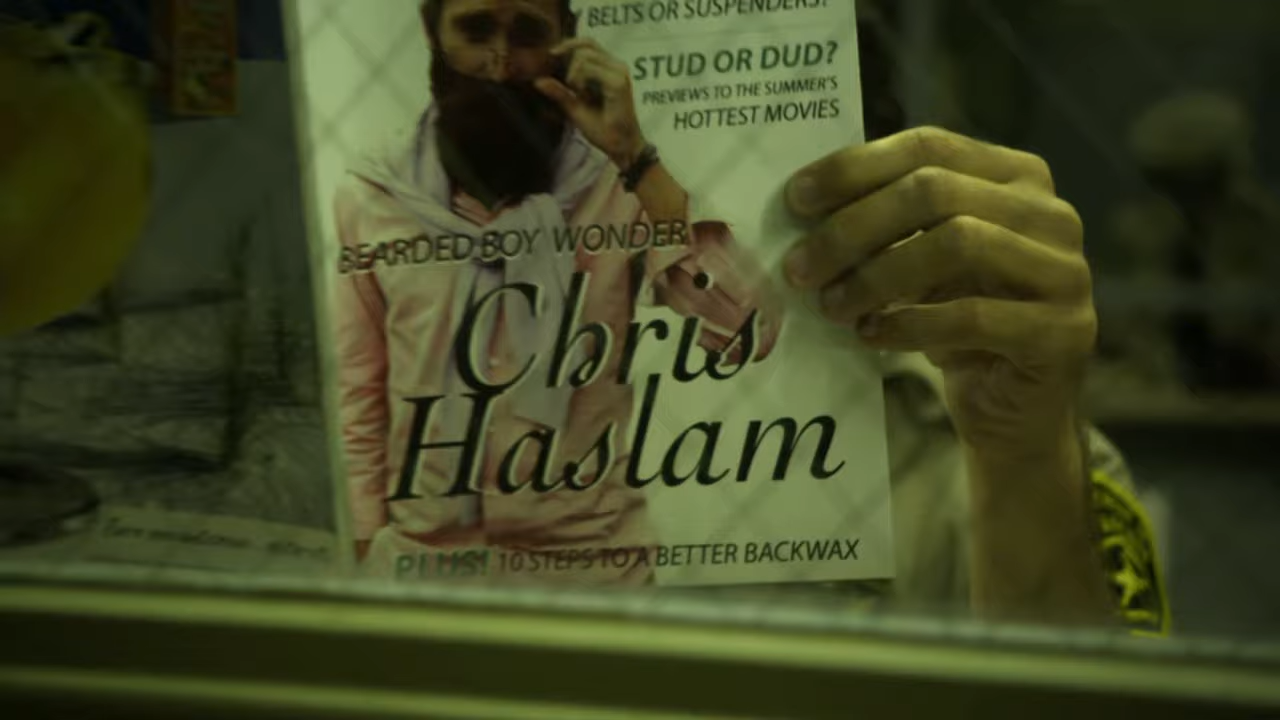 BELTS OR SUSPENDERS?
STUD OR DUD?
PREVIEWS TO THE SUMMER'S
HOTTEST MOVIES
BEARDED BOY WONDER
Chris
Haslam
PLUS! 10 STEPS TO A BETTER BACKWAX